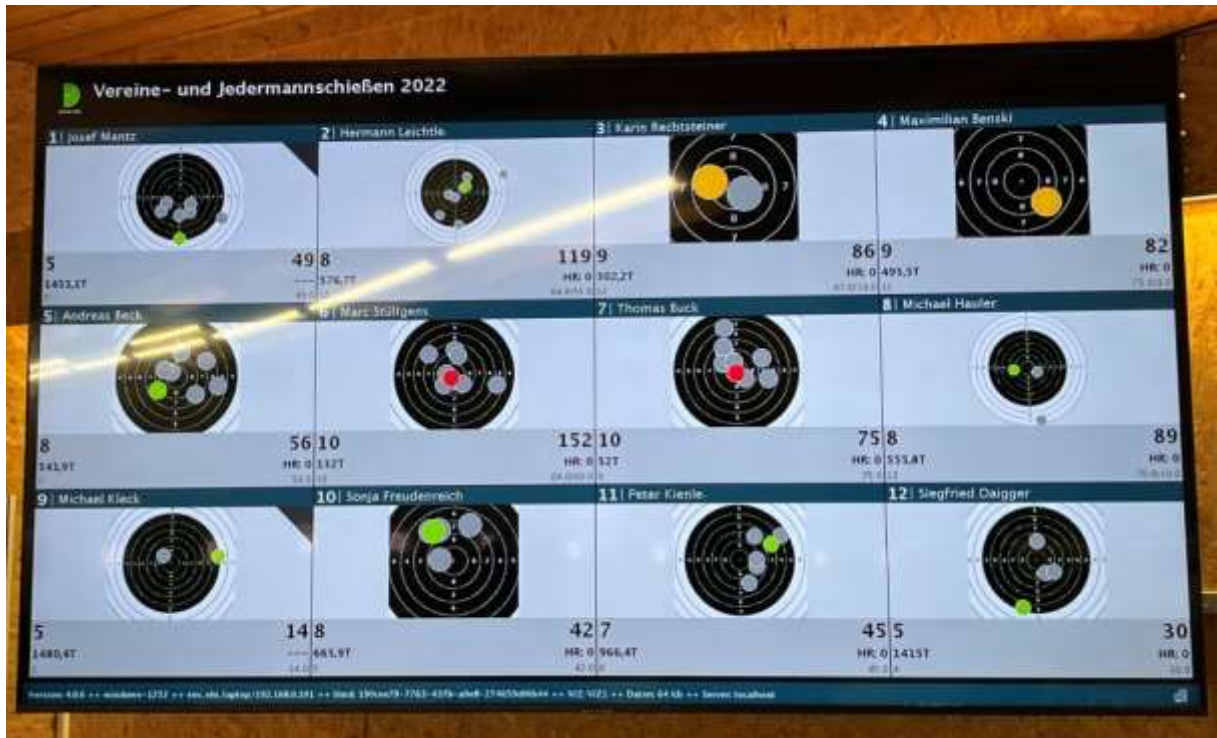 Vereine- und Jedermannschießen 2022
1| Josef Mantz
2| Hermann Leichtle
3| Karin Rechtsteiner
4| Maximilian Benski
5 49
8 119
9 86
9 82
1453,1T ---
576,7T HR: 0
302,2T HR: 0
495,5T HR: 0
5| Andreas Beck
6| Marc Stüttgens
7| Thomas Buck
8| Michael Hauler
8 56
10 152
10 75
8 89
541,9T HR: 0
132T HR: 0
52T HR: 0
555,8T HR: 0
9| Michael Kleck
10| Sonja Freudenreich
11| Peter Kienle
12| Siegfried Daigger
5 14
8 42
7 45
5 30
1480,4T ---
665,9T HR: 0
966,4T HR: 0
1415T HR: 0